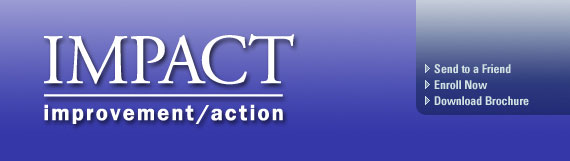 IMPACT
improvement/action
Send to a Friend
Enroll Now
Download Brochure